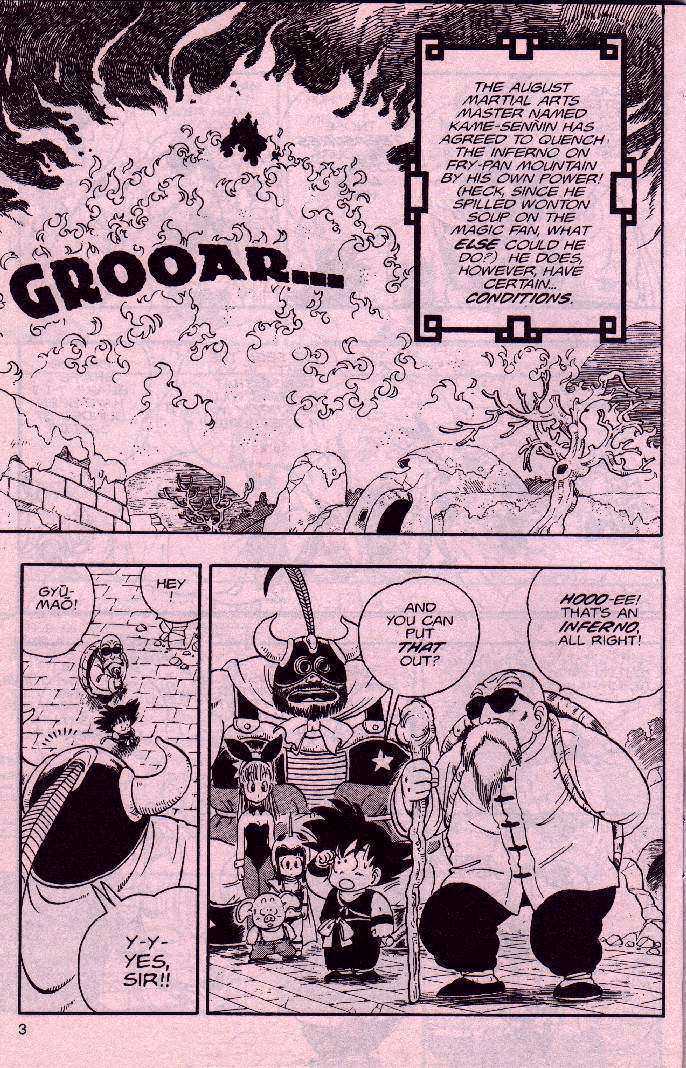 THE AUGUST
MARTIAL ARTS
MASTER NAMED
KAME-SEN'NIN HAS
AGREED TO QUENCH
THE INFERNO ON
FRY-PAN MOUNTAIN
BY HIS OWN POWER!
(HECK, SINCE HE
SPILLED WONTON
SOUP ON THE
MAGIC FAN, WHAT
ELSE COULD HE
DO?) HE DOES,
HOWEVER, HAVE
CERTAIN...
CONDITIONS.
GROOAR...
HEY
!
GYŪ-
MAŌ!
Y-Y-
YES,
SIR!!
AND
YOU CAN
PUT
THAT
OUT?
HOOO-EE!
THAT'S AN
INFERNO,
ALL RIGHT!
3